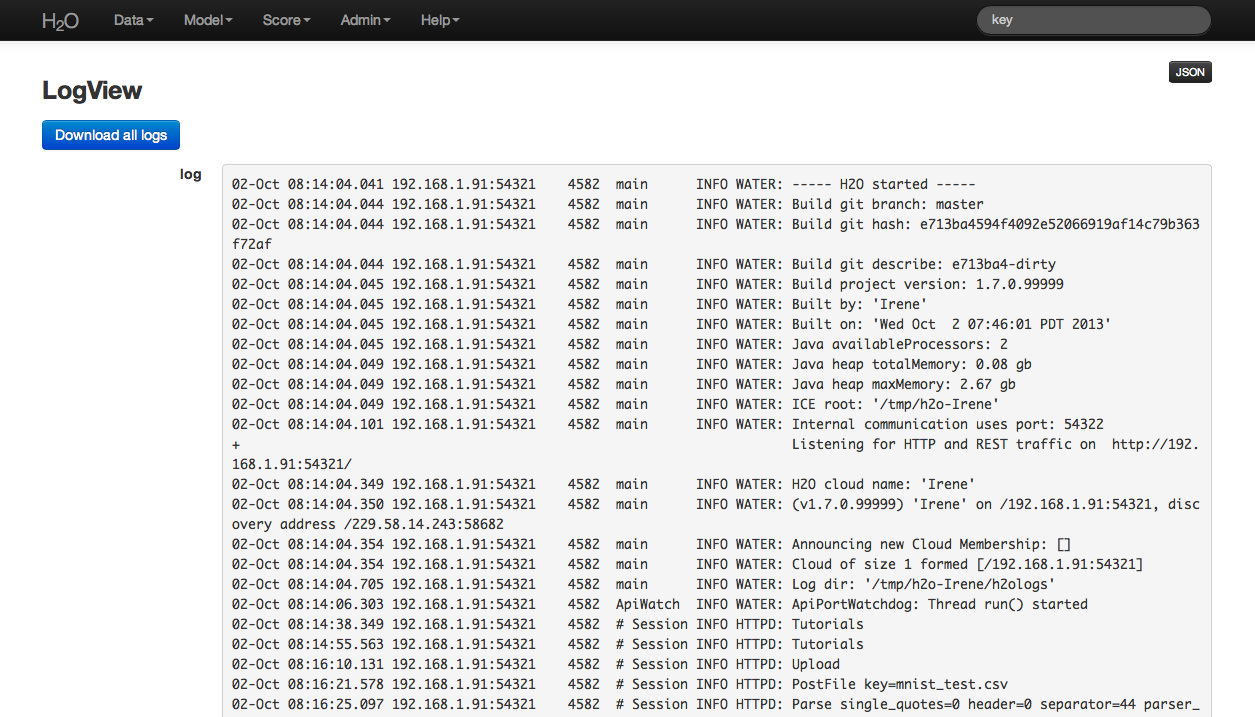 H2O Data Model Score Admin Help key
JSON
LogView
Download all logs
log
02-Oct 08:14:04.041 192.168.1.91:54321    4582  main      INFO WATER: ----- H2O started -----
02-Oct 08:14:04.044 192.168.1.91:54321    4582  main      INFO WATER: Build git branch: master
02-Oct 08:14:04.044 192.168.1.91:54321    4582  main      INFO WATER: Build git hash: e713ba4594f4092e52066919af14c79b363
f72af
02-Oct 08:14:04.044 192.168.1.91:54321    4582  main      INFO WATER: Build git describe: e713ba4-dirty
02-Oct 08:14:04.045 192.168.1.91:54321    4582  main      INFO WATER: Build project version: 1.7.0.99999
02-Oct 08:14:04.045 192.168.1.91:54321    4582  main      INFO WATER: Built by: 'Irene'
02-Oct 08:14:04.045 192.168.1.91:54321    4582  main      INFO WATER: Built on: 'Wed Oct  2 07:46:01 PDT 2013'
02-Oct 08:14:04.045 192.168.1.91:54321    4582  main      INFO WATER: Java availableProcessors: 2
02-Oct 08:14:04.049 192.168.1.91:54321    4582  main      INFO WATER: Java heap totalMemory: 0.08 gb
02-Oct 08:14:04.049 192.168.1.91:54321    4582  main      INFO WATER: Java heap maxMemory: 2.67 gb
02-Oct 08:14:04.049 192.168.1.91:54321    4582  main      INFO WATER: ICE root: '/tmp/h2o-Irene'
02-Oct 08:14:04.101 192.168.1.91:54321    4582  main      INFO WATER: Internal communication uses port: 54322
+                                                                     Listening for HTTP and REST traffic on  http://192.
168.1.91:54321/
02-Oct 08:14:04.349 192.168.1.91:54321    4582  main      INFO WATER: H2O cloud name: 'Irene'
02-Oct 08:14:04.350 192.168.1.91:54321    4582  main      INFO WATER: (v1.7.0.99999) 'Irene' on /192.168.1.91:54321, disc
overy address /229.58.14.243:58682
02-Oct 08:14:04.354 192.168.1.91:54321    4582  main      INFO WATER: Announcing new Cloud Membership: []
02-Oct 08:14:04.354 192.168.1.91:54321    4582  main      INFO WATER: Cloud of size 1 formed [/192.168.1.91:54321]
02-Oct 08:14:04.705 192.168.1.91:54321    4582  main      INFO WATER: Log dir: '/tmp/h2o-Irene/h2ologs'
02-Oct 08:14:06.303 192.168.1.91:54321    4582  ApiWatch  INFO WATER: ApiPortWatchdog: Thread run() started
02-Oct 08:14:38.349 192.168.1.91:54321    4582  # Session INFO HTTPD: Tutorials
02-Oct 08:14:55.563 192.168.1.91:54321    4582  # Session INFO HTTPD: Tutorials
02-Oct 08:16:10.131 192.168.1.91:54321    4582  # Session INFO HTTPD: Upload
02-Oct 08:16:21.578 192.168.1.91:54321    4582  # Session INFO HTTPD: PostFile key=mnist_test.csv
02-Oct 08:16:25.097 192.168.1.91:54321    4582  # Session INFO HTTPD: Parse single_quotes=0 header=0 separator=44 parser_